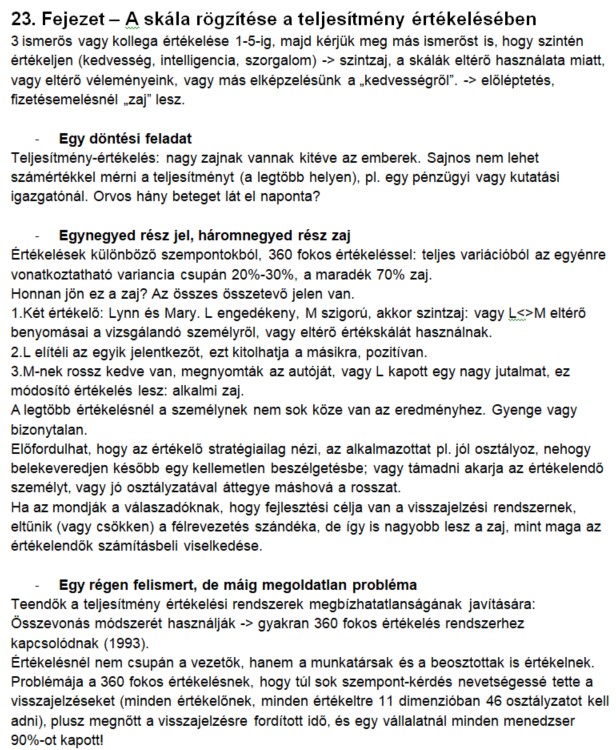 23. Fejezet – A skála rögzítése a teljesítmény értékelésében
3 ismerős vagy kollega értékelése 1-5-ig, majd kérjük meg más ismerőst is, hogy szintén
értékeljen (kedvesség, intelligencia, szorgalom) -> szintzaj, a skálák eltérő használata miatt,
vagy eltérő véleményeink, vagy más elképzelésünk a „kedvességről”. -> előléptetés,
fizetésemelésnél „zaj” lesz.
- Egy döntési feladat
Teljesítmény-értékelés: nagy zajnak vannak kitéve az emberek. Sajnos nem lehet
számértékkel mérni a teljesítményt (a legtöbb helyen), pl. egy pénzügyi vagy kutatási
igazgatónál. Orvos hány beteget lát el naponta?
- Egynegyed rész jel, háromnegyed rész zaj
Értékelések különböző szempontokból, 360 fokos értékeléssel: teljes variációból az egyénre
vonatkoztatható variancia csupán 20%-30%, a maradék 70% zaj.
Honnan jön ez a zaj? Az összes összetevő jelen van.
1.Két értékelő: Lynn és Mary. L engedékeny, M szigorú, akkor szintzaj: vagy L<>M eltérő
benyomásai a vizsgálandó személyről, vagy eltérő értékskálát használnak.
2.L elítéli az egyik jelentkezőt, ezt kitolhatja a másikra, pozitívan.
3.M-nek rossz kedve van, megnyomták az autóját, vagy L kapott egy nagy jutalmat, ez
módosító értékelés lesz: alkalmi zaj.
A legtöbb értékelésnél a személynek nem sok köze van az eredményhez. Gyenge vagy
bizonytalan.
Előfordulhat, hogy az értékelő stratégiailag nézi, az alkalmazottat pl. jól osztályoz, nehogy
belekeveredjen később egy kellemetlen beszélgetésbe; vagy támadni akarja az értékelendő
személyt, vagy jó osztályzatával áttegye máshová a rosszat.
Ha az mondják a válaszadóknak, hogy fejlesztési célja van a visszajelzési rendszernek,
eltűnik (vagy csökken) a félrevezetés szándéka, de így is nagyobb lesz a zaj, mint maga az
értékelendők számításbeli viselkedése.
- Egy régen felismert, de máig megoldatlan probléma
Teendők a teljesítmény értékelési rendszerek megbízhatatlanságának javítására:
Összevonás módszerét használják -> gyakran 360 fokos értékelés rendszerhez
kapcsolódnak (1993).
Értékelésnél nem csupán a vezetők, hanem a munkatársak és a beosztottak is értékelnek.
Problémája a 360 fokos értékelésnek, hogy túl sok szempont-kérdés nevetségessé tette a
visszajelzéseket (minden értékelőnek, minden értékeltre 11 dimenzióban 46 osztályzatot kell
adni), plusz megnőtt a visszajelzésre fordított idő, és egy vállalatnál minden menedzser
90%-ot kapott!